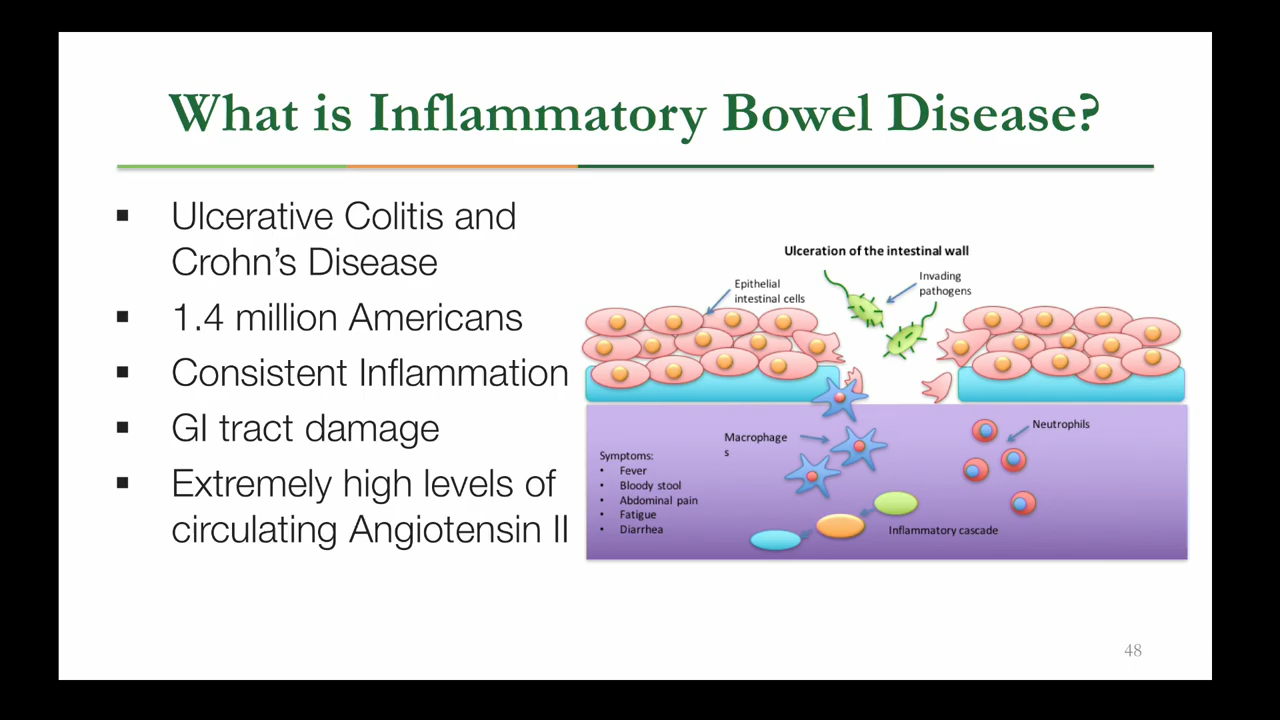 What is Inflammatory Bowel Disease?
▪ Ulcerative Colitis and
Crohn’s Disease
▪ 1.4 million Americans
▪ Consistent Inflammation
▪ GI tract damage
▪ Extremely high levels of
circulating Angiotensin II
Ulceration of the intestinal wall
Epithelial
intestinal cells
Invading
pathogens
Macrophage
s
Neutrophils
Symptoms:
• Fever
• Bloody stool
• Abdominal pain
• Fatigue
• Diarrhea
Inflammatory cascade
48